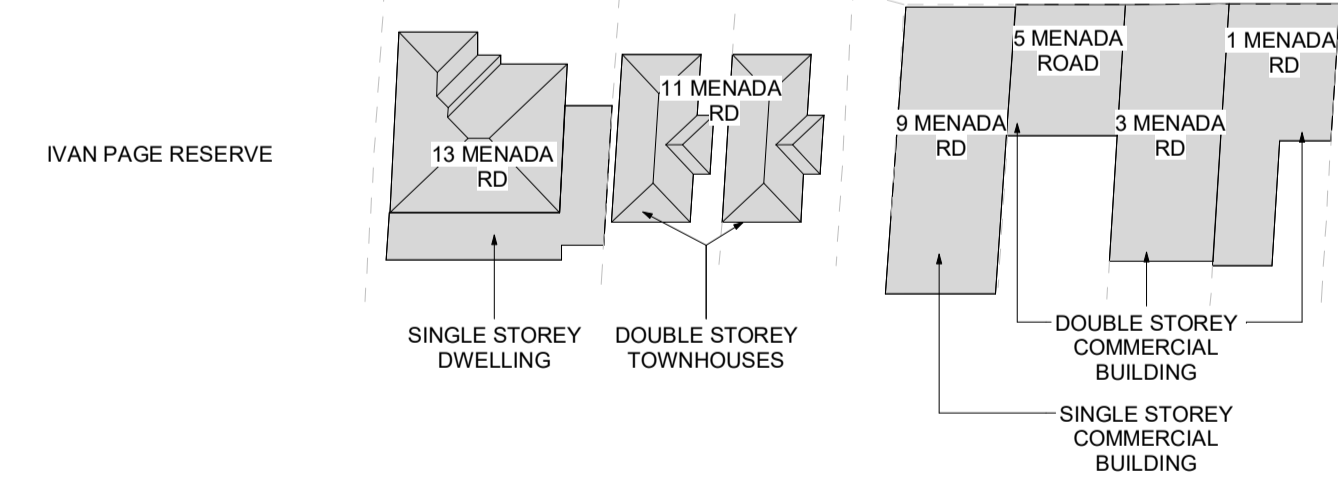 IVAN PAGE RESERVE
13 MENADA
RD
11 MENADA
RD
9 MENADA
RD
5 MENADA
ROAD
3 MENADA
RD
1 MENADA
RD
SINGLE STOREY
DWELLING
DOUBLE STOREY
TOWNHOUSES
DOUBLE STOREY
COMMERCIAL
BUILDING
SINGLE STOREY
COMMERCIAL
BUILDING